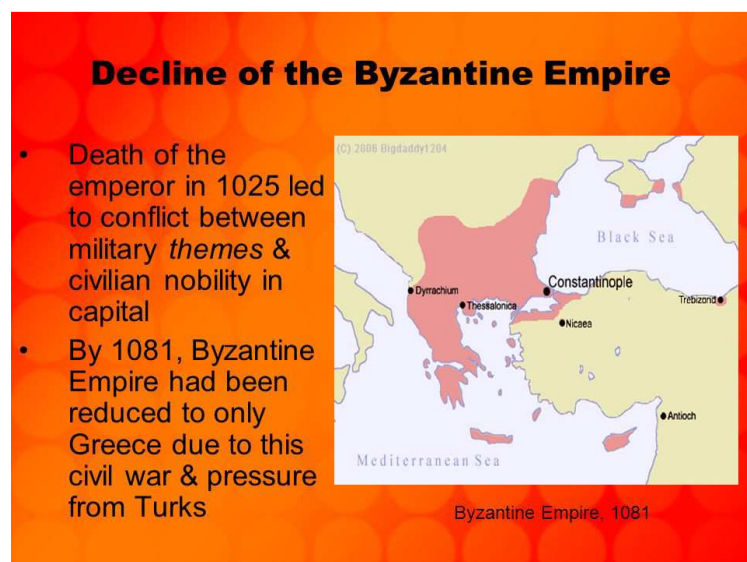 Decline of the Byzantine Empire
• Death of the
emperor in 1025 led
to conflict between
military themes &
civilian nobility in
capital
• By 1081, Byzantine
Empire had been
reduced to only
Greece due to this
civil war & pressure
from Turks
(C) 2006 Bigdaddy1204
Black Sea
Constantinople
Dyrrachium
Trebizond
Thessalonica
Nicaea
Antioch
Mediterranean Sea
Byzantine Empire, 1081